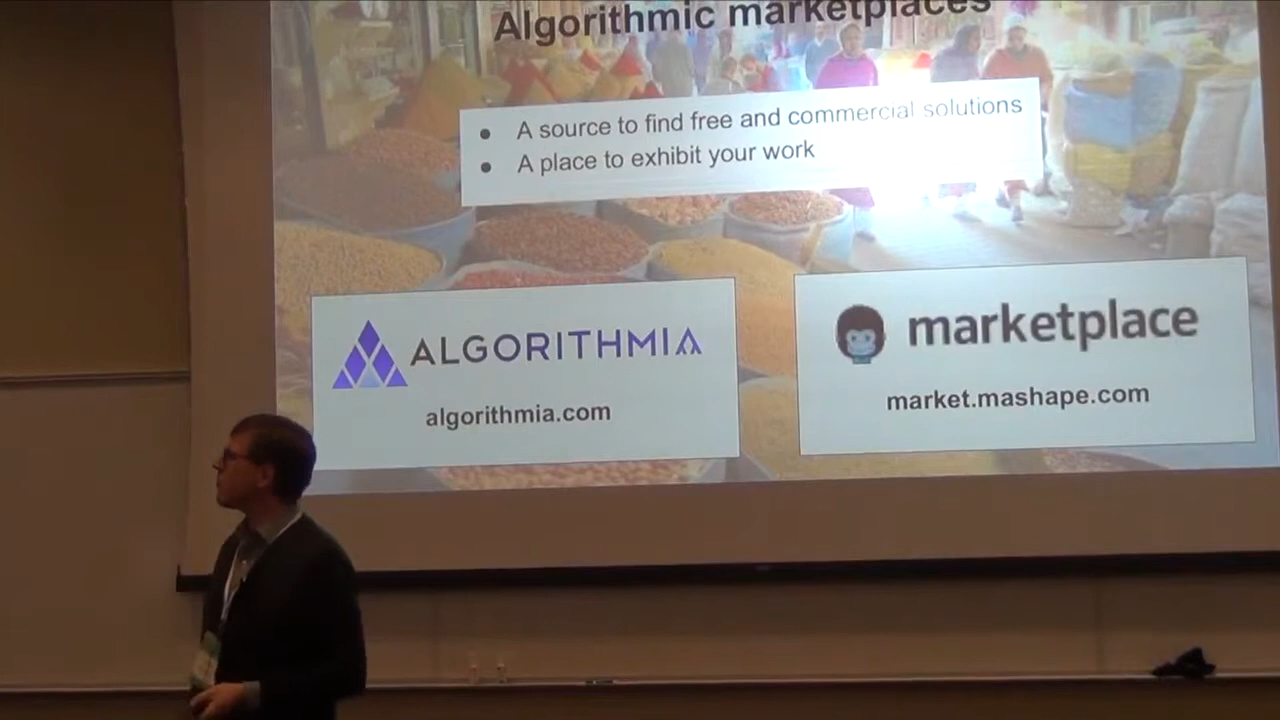 Algorithmic marketplaces
● A source to find free and commercial solutions
● A place to exhibit your work
ALGORITHMIA
algorithmia.com
marketplace
market.mashape.com